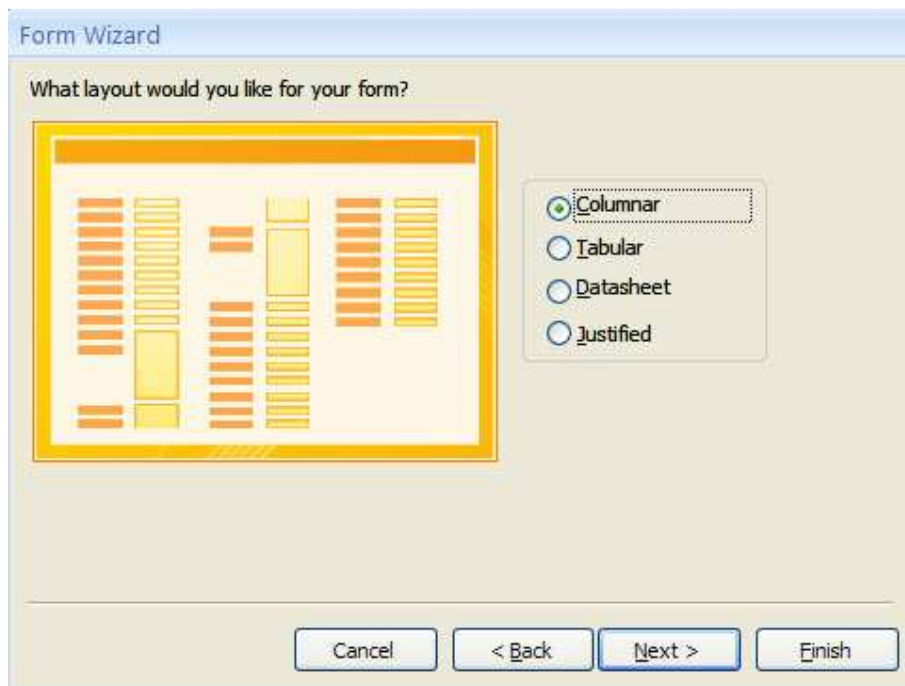 Form Wizard
What layout would you like for your form?
Columnar
Tabular
Datasheet
Justified
Cancel
< Back
Next >
Finish